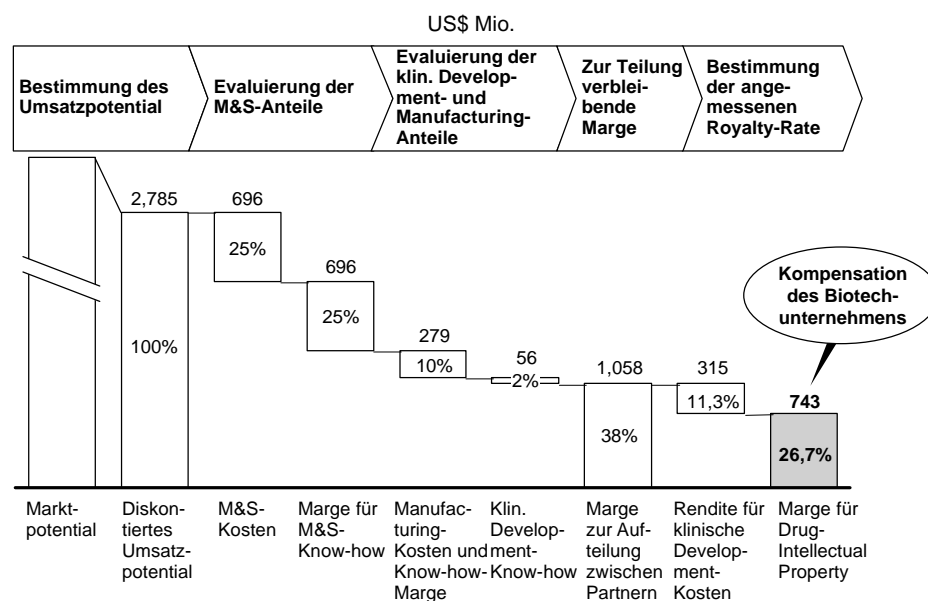 US$ Mio.
Bestimmung des
Umsatzpotential
Evaluierung der
M&S-Anteile
Evaluierung der
klin. Develop-
ment- und
Manufacturing-
Anteile
Zur Teilung
verblei-
bende
Marge
Bestimmung
der ange-
messenen
Royalty-Rate
2,785
100%
696
25%
696
25%
279
10%
56
2%
1,058
38%
315
11,3%
743
26,7%
Kompensation
des Biotech-
unternehmens
Markt-
potential
Diskon-
tiertes
Umsatz-
potential
M&S-
Kosten
Marge für
M&S-
Know-how
Manufac-
turing-
Kosten und
Know-how-
Marge
Klin.
Develop-
ment-
Know-how
Marge
zur Auf-
teilung
zwischen
Partnern
Rendite für
klinische
Develop-
ment-
Kosten
Marge für
Drug-
Intellectual
Property